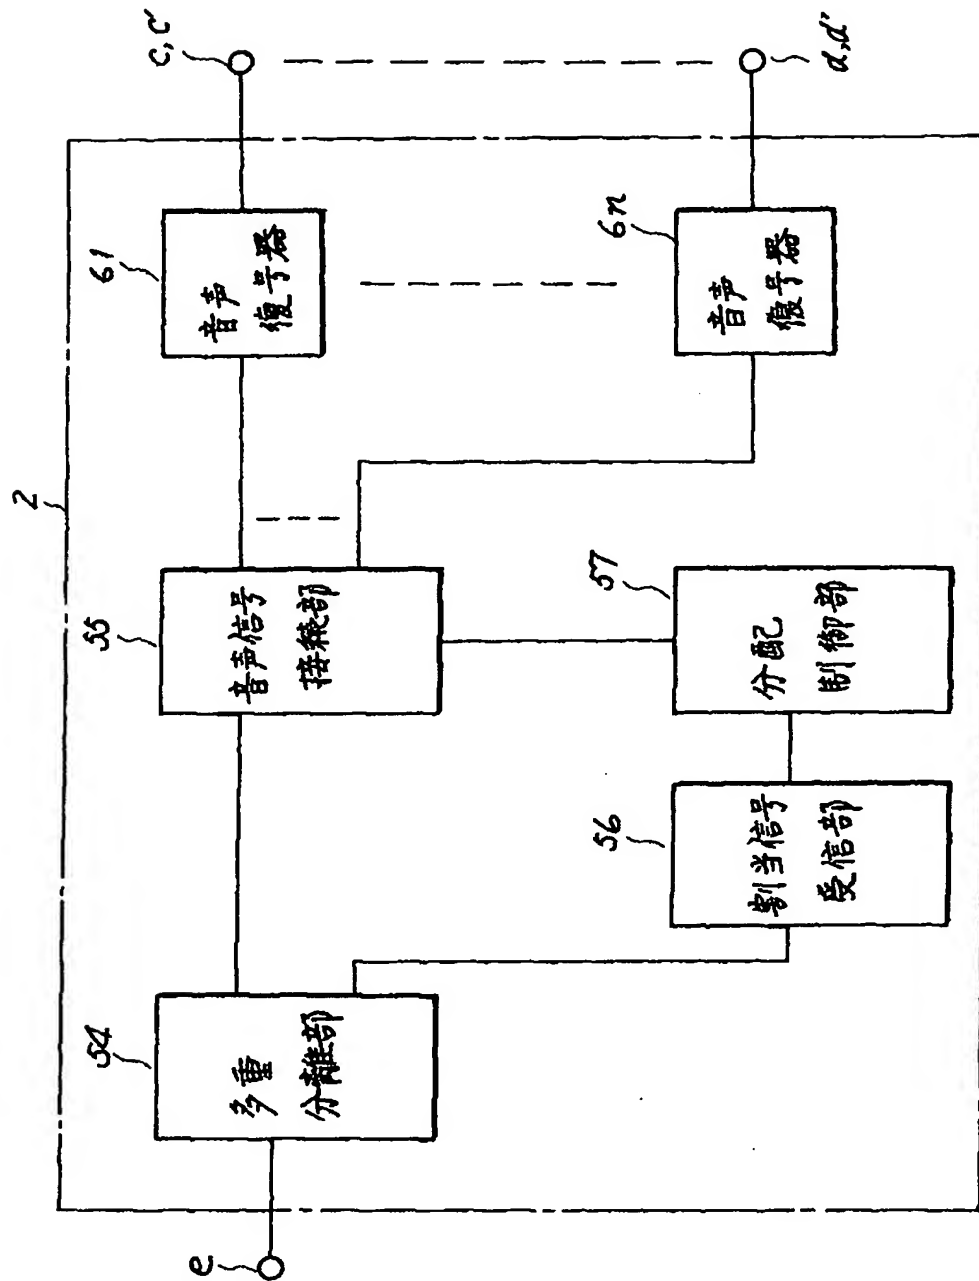 2
e
54
多重
分離部
55
音声信号
接続部
61
音声
復号器
c,c'
56
割当信号
受信部
57
分配
制御部
6n
音声
復号器
d,d'